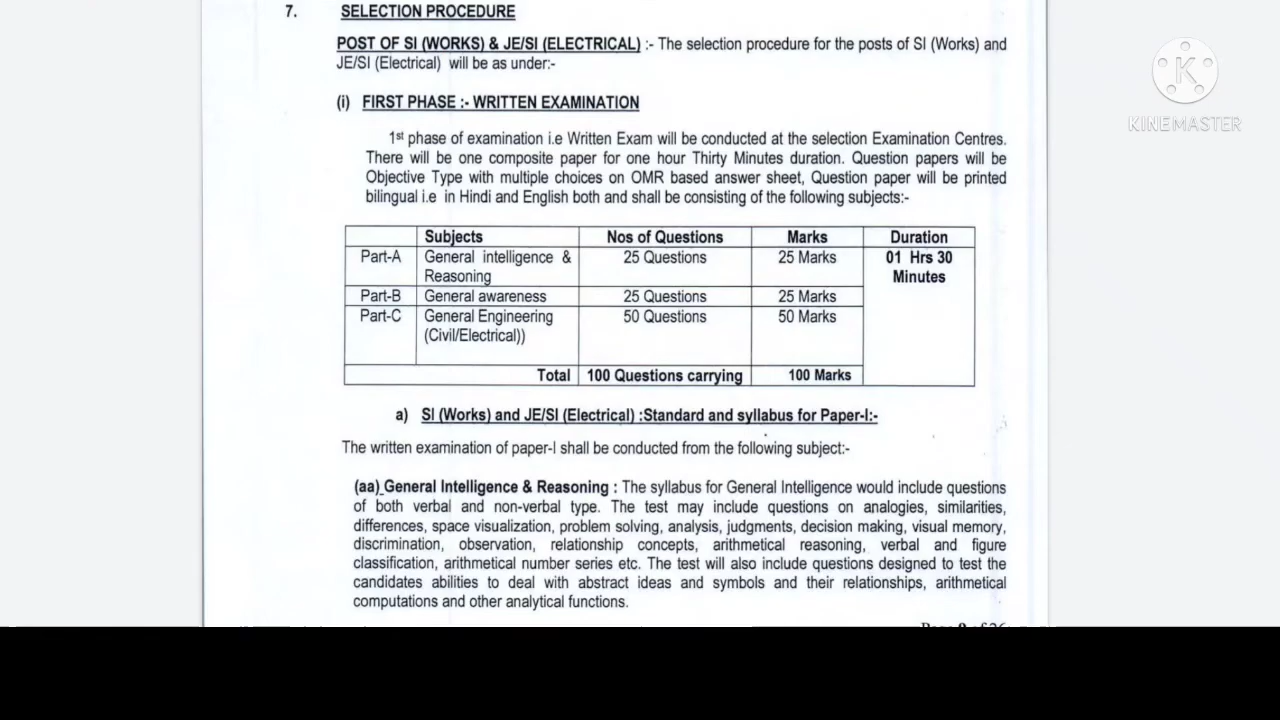 7. SELECTION PROCEDURE
POST OF SI (WORKS) & JE/SI (ELECTRICAL) :- The selection procedure for the posts of SI (Works) and
JE/SI (Electrical) will be as under:-
(i) FIRST PHASE :- WRITTEN EXAMINATION
1st phase of examination i.e Written Exam will be conducted at the selection Examination Centres.
There will be one composite paper for one hour Thirty Minutes duration. Question papers will be
Objective Type with multiple choices on OMR based answer sheet, Question paper will be printed
bilingual i.e in Hindi and English both and shall be consisting of the following subjects:-
Subjects Nos of Questions Marks Duration
Part-A General intelligence & 25 Questions 25 Marks 01 Hrs 30
Reasoning Minutes
Part-B General awareness 25 Questions 25 Marks
Part-C General Engineering 50 Questions 50 Marks
(Civil/Electrical))
Total 100 Questions carrying 100 Marks
a) SI (Works) and JE/SI (Electrical) :Standard and syllabus for Paper-I:-
The written examination of paper-I shall be conducted from the following subject:-
(aa) General Intelligence & Reasoning : The syllabus for General Intelligence would include questions
of both verbal and non-verbal type. The test may include questions on analogies, similarities,
differences, space visualization, problem solving, analysis, judgments, decision making, visual memory,
discrimination, observation, relationship concepts, arithmetical reasoning, verbal and figure
classification, arithmetical number series etc. The test will also include questions designed to test the
candidates abilities to deal with abstract ideas and symbols and their relationships, arithmetical
computations and other analytical functions.
Page 9 of 26
K
KINEMASTER